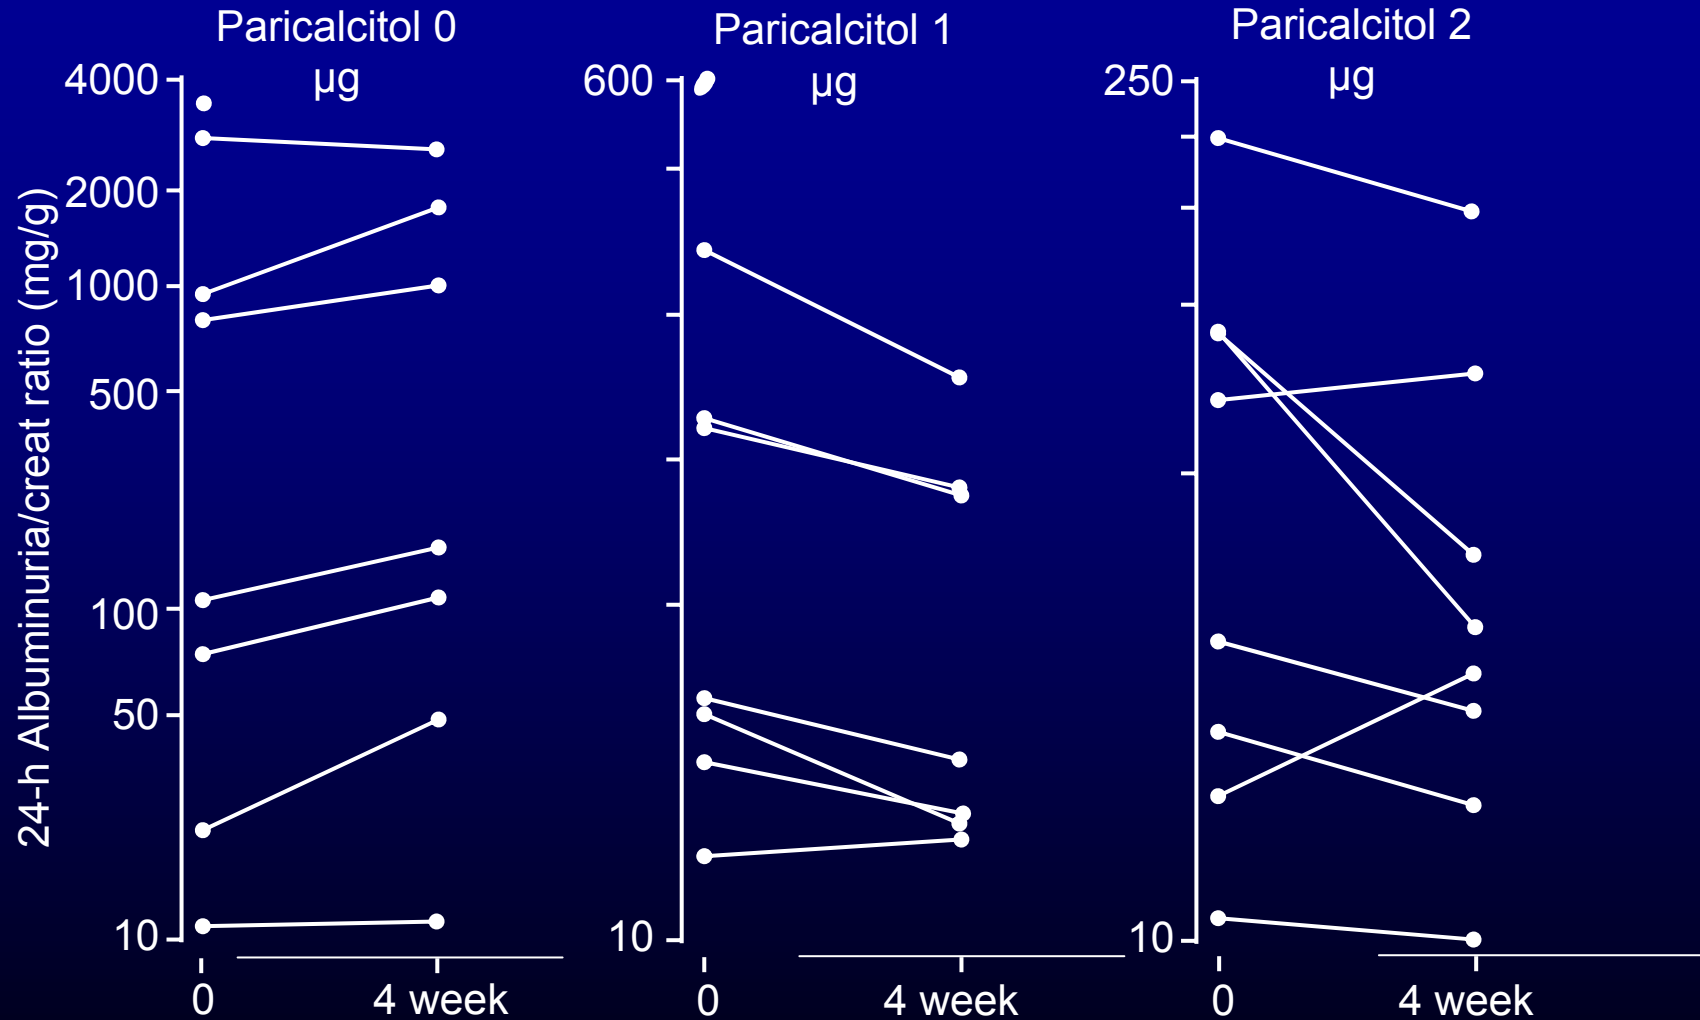 Paricalcitol 0
µg
Paricalcitol 1
µg
Paricalcitol 2
µg
24-h Albuminuria/creat ratio (mg/g)
4000
2000
1000
500
100
50
10
0
4 week
600
10
0
4 week
250
10
0
4 week